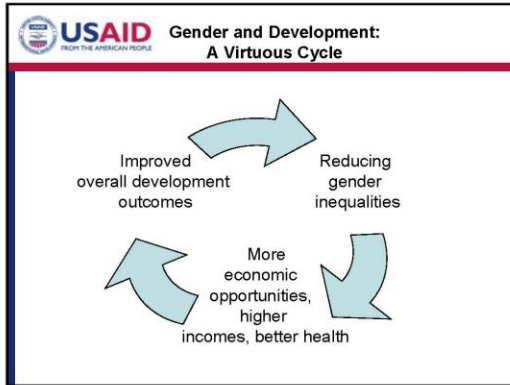 USAID
FROM THE AMERICAN PEOPLE
Gender and Development:
A Virtuous Cycle
Improved
overall development
outcomes
Reducing
gender
inequalities
More
economic
opportunities,
higher
incomes, better health